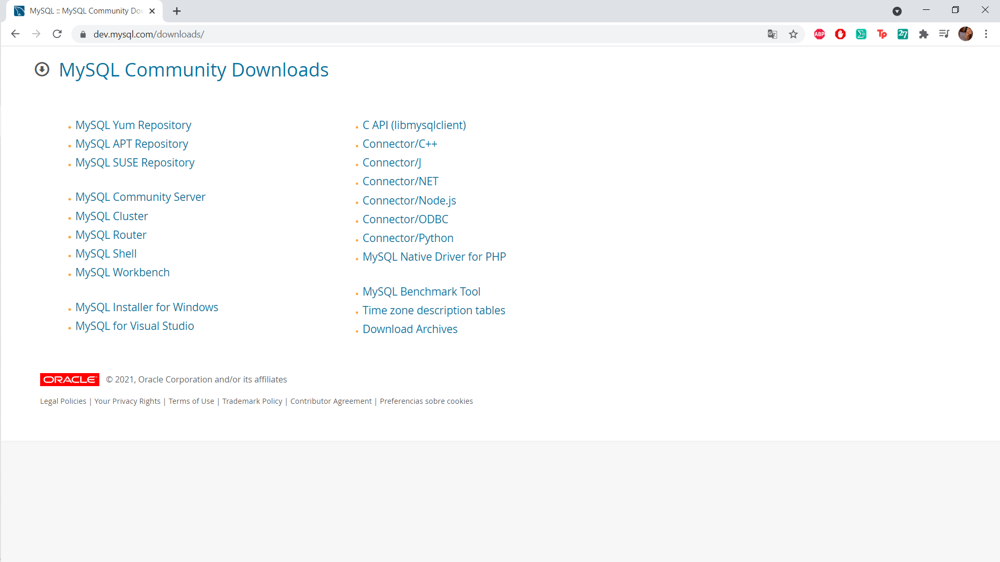 MySQL :: MySQL Community Do
dev.mysql.com/downloads/
ABP
Tp
27
MySQL Community Downloads
MySQL Yum Repository
MySQL APT Repository
MySQL SUSE Repository
MySQL Community Server
MySQL Cluster
MySQL Router
MySQL Shell
MySQL Workbench
MySQL Installer for Windows
MySQL for Visual Studio
C API (libmysqlclient)
Connector/C++
Connector/J
Connector/NET
Connector/Node.js
Connector/ODBC
Connector/Python
MySQL Native Driver for PHP
MySQL Benchmark Tool
Time zone description tables
Download Archives
ORACLE © 2021, Oracle Corporation and/or its affiliates
Legal Policies | Your Privacy Rights | Terms of Use | Trademark Policy | Contributor Agreement | Preferencias sobre cookies